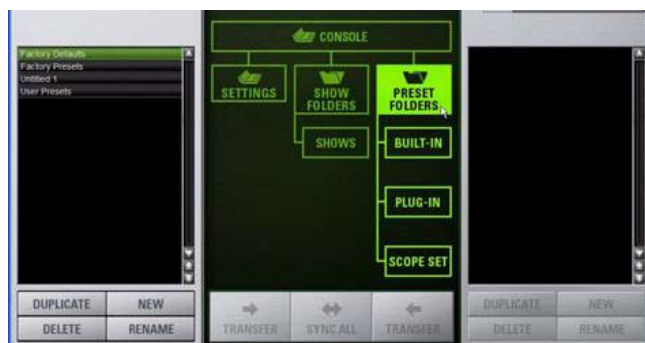 Factory Defaults
Factory Presets
Untitled 1
User Presets
DUPLICATE NEW
DELETE RENAME
CONSOLE
SETTINGS
SHOW
FOLDERS
PRESET
FOLDERS
SHOWS
BUILT-IN
PLUG-IN
SCOPE SET
TRANSFER SYNC ALL TRANSFER
DUPLICATE NEW
DELETE RENAME